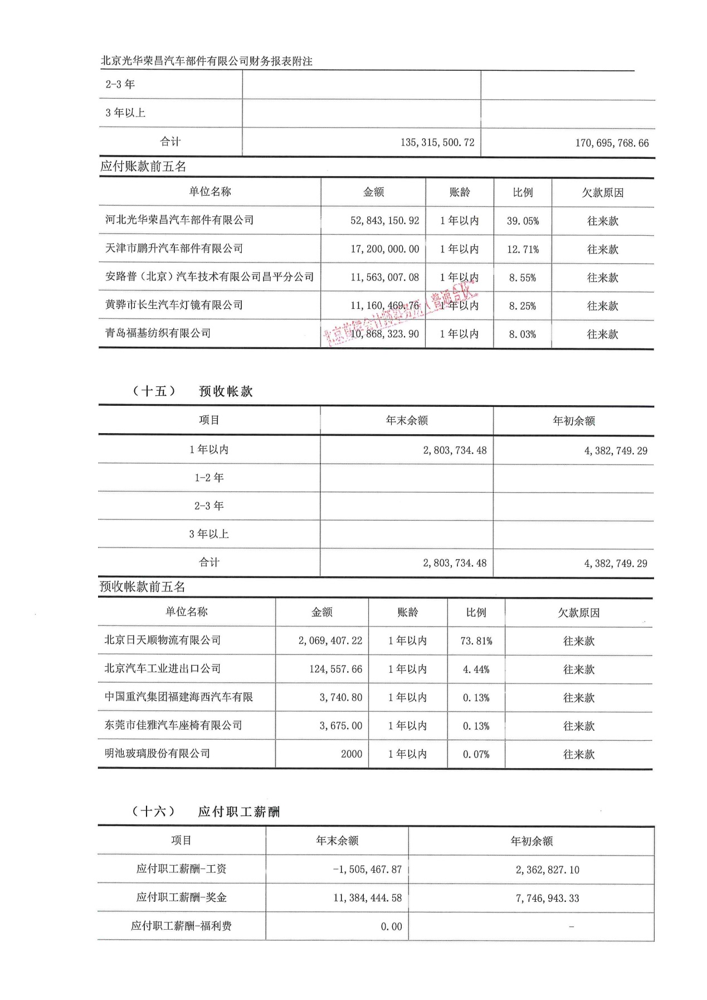 北京光华荣昌汽车部件有限公司财务报表附注
2-3 年
3 年以上
合计 135,315,500.72 170,695,768.66
应付账款前五名
单位名称 金额 账龄 比例 欠款原因
河北光华荣昌汽车部件有限公司 52,843,150.92 1 年以内 39.05% 往来款
天津市鹏升汽车部件有限公司 17,200,000.00 1 年以内 12.71% 往来款
安路普（北京）汽车技术有限公司昌平分公司 11,563,007.08 1 年以内 8.55% 往来款
黄骅市长生汽车灯镜有限公司 11,160,469.76 1 年以内 8.25% 往来款
青岛福基纺织有限公司 10,868,323.90 1 年以内 8.03% 往来款
（十五） 预收帐款
项目 年末余额 年初余额
1 年以内 2,803,734.48 4,382,749.29
1-2 年
2-3 年
3 年以上
合计 2,803,734.48 4,382,749.29
预收帐款前五名
单位名称 金额 账龄 比例 欠款原因
北京日天顺物流有限公司 2,069,407.22 1 年以内 73.81% 往来款
北京汽车工业进出口公司 124,557.66 1 年以内 4.44% 往来款
中国重汽集团福建海西汽车有限 3,740.80 1 年以内 0.13% 往来款
东莞市佳雅汽车座椅有限公司 3,675.00 1 年以内 0.13% 往来款
明池玻璃股份有限公司 2000 1 年以内 0.07% 往来款
（十六） 应付职工薪酬
项目 年末余额 年初余额
应付职工薪酬-工资 -1,505,467.87 2,362,827.10
应付职工薪酬-奖金 11,384,444.58 7,746,943.33
应付职工薪酬-福利费 0.00 -